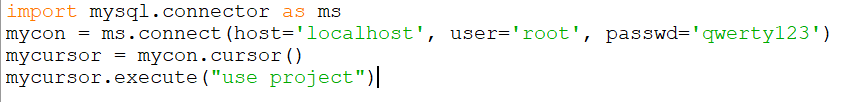 import mysql.connector as ms
mycon = ms.connect(host='localhost', user='root', passwd='qwerty123')
mycursor = mycon.cursor()
mycursor.execute("use project")